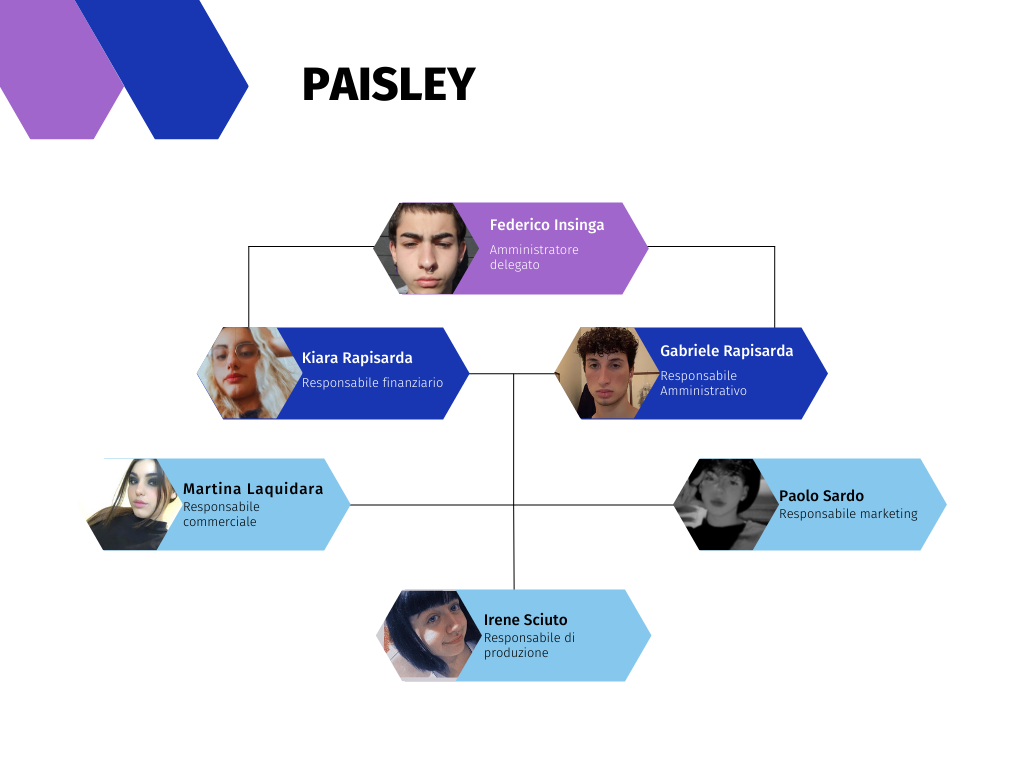 PAISLEY
Federico Insinga
Amministratore
delegato
Kiara Rapisarda
Responsabile finanziario
Gabriele Rapisarda
Responsabile
Amministrativo
Martina Laquidara
Responsabile
commerciale
Paolo Sardo
Responsabile marketing
Irene Sciuto
Responsabile di
produzione